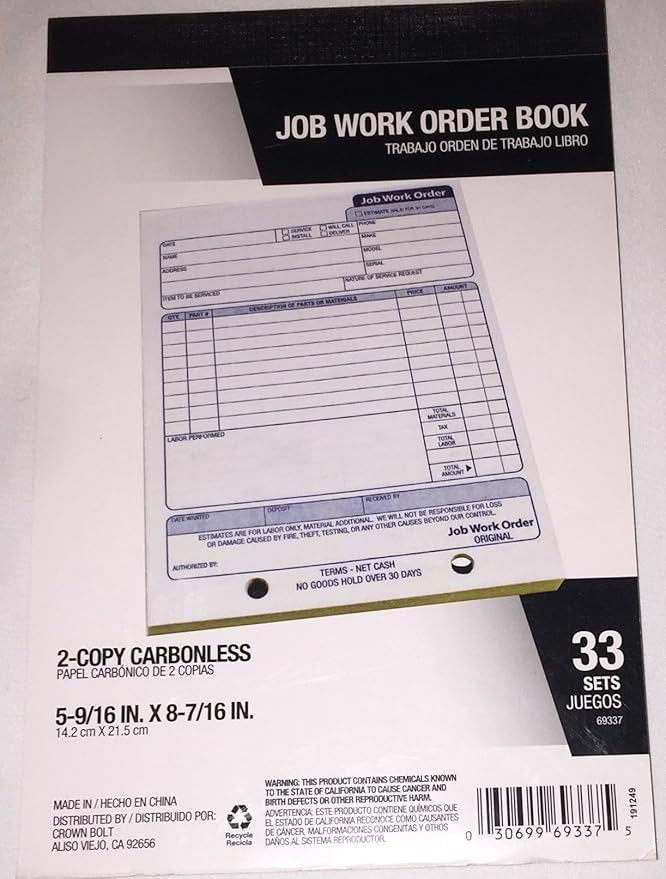 JOB WORK ORDER BOOK
TRABAJO ORDEN DE TRABAJO LIBRO
Job Work Order
ESTIMATE (VALID FOR 31 DAYS)
DATE
SERVICE
WILL CALL
INSTALL
DELIVER
PHONE
NAME
MAKE
ADDRESS
MODEL
SERIAL
ITEM TO BE SERVICED
NATURE OF SERVICE REQUEST
QTY. PART # DESCRIPTION OF PARTS OR MATERIALS PRICE AMOUNT
LABOR PERFORMED
TOTAL
MATERIALS
TAX
TOTAL
LABOR
TOTAL
AMOUNT
DATE WANTED
DEPOSIT
RECEIVED BY
ESTIMATES ARE FOR LABOR ONLY, MATERIAL ADDITIONAL. WE WILL NOT BE RESPONSIBLE FOR LOSS
OR DAMAGE CAUSED BY FIRE, THEFT, TESTING, OR ANY OTHER CAUSES BEYOND OUR CONTROL.
Job Work Order
ORIGINAL
AUTHORIZED BY:
TERMS - NET CASH
NO GOODS HOLD OVER 30 DAYS
2-COPY CARBONLESS
PAPEL CARBÓNICO DE 2 COPIAS
5-9/16 IN. X 8-7/16 IN.
14.2 cm X 21.5 cm
33
SETS
JUEGOS
69337
MADE IN / HECHO EN CHINA
DISTRIBUTED BY / DISTRIBUIDO POR:
CROWN BOLT
ALISO VIEJO, CA 92656
Recycle
Recicla
WARNING: THIS PRODUCT CONTAINS CHEMICALS KNOWN
TO THE STATE OF CALIFORNIA TO CAUSE CANCER AND
BIRTH DEFECTS OR OTHER REPRODUCTIVE HARM.
ADVERTENCIA: ESTE PRODUCTO CONTIENE QUÍMICOS QUE
EL ESTADO DE CALIFORNIA RECONOCE COMO CAUSANTES
DE CÁNCER, MALFORMACIONES CONGENITAS Y OTROS
DAÑOS AL SISTEMA REPRODUCTOR.
0 30699 69337 5
191249